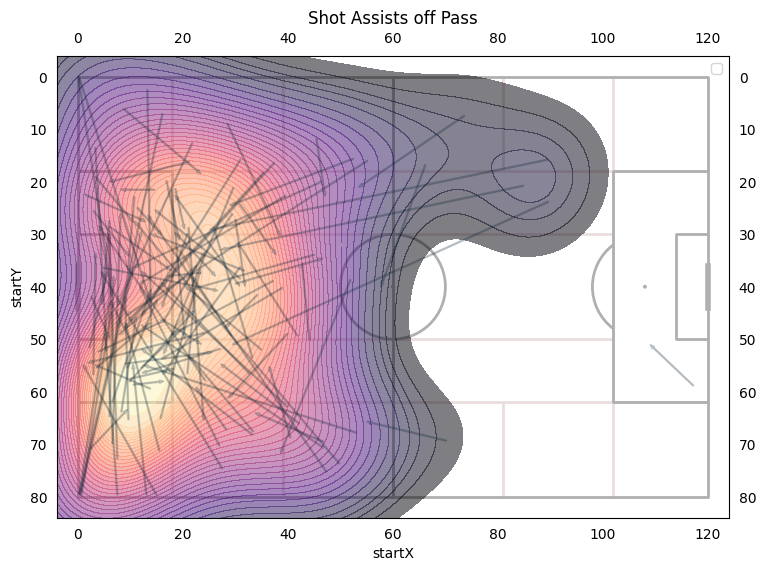 Shot Assists off Pass
0 20 40 60 80 100 120
0 0
10 10
20 20
30 30
40 40
50 50
60 60
70 70
80 80
0 20 40 60 80 100 120
startX
startY